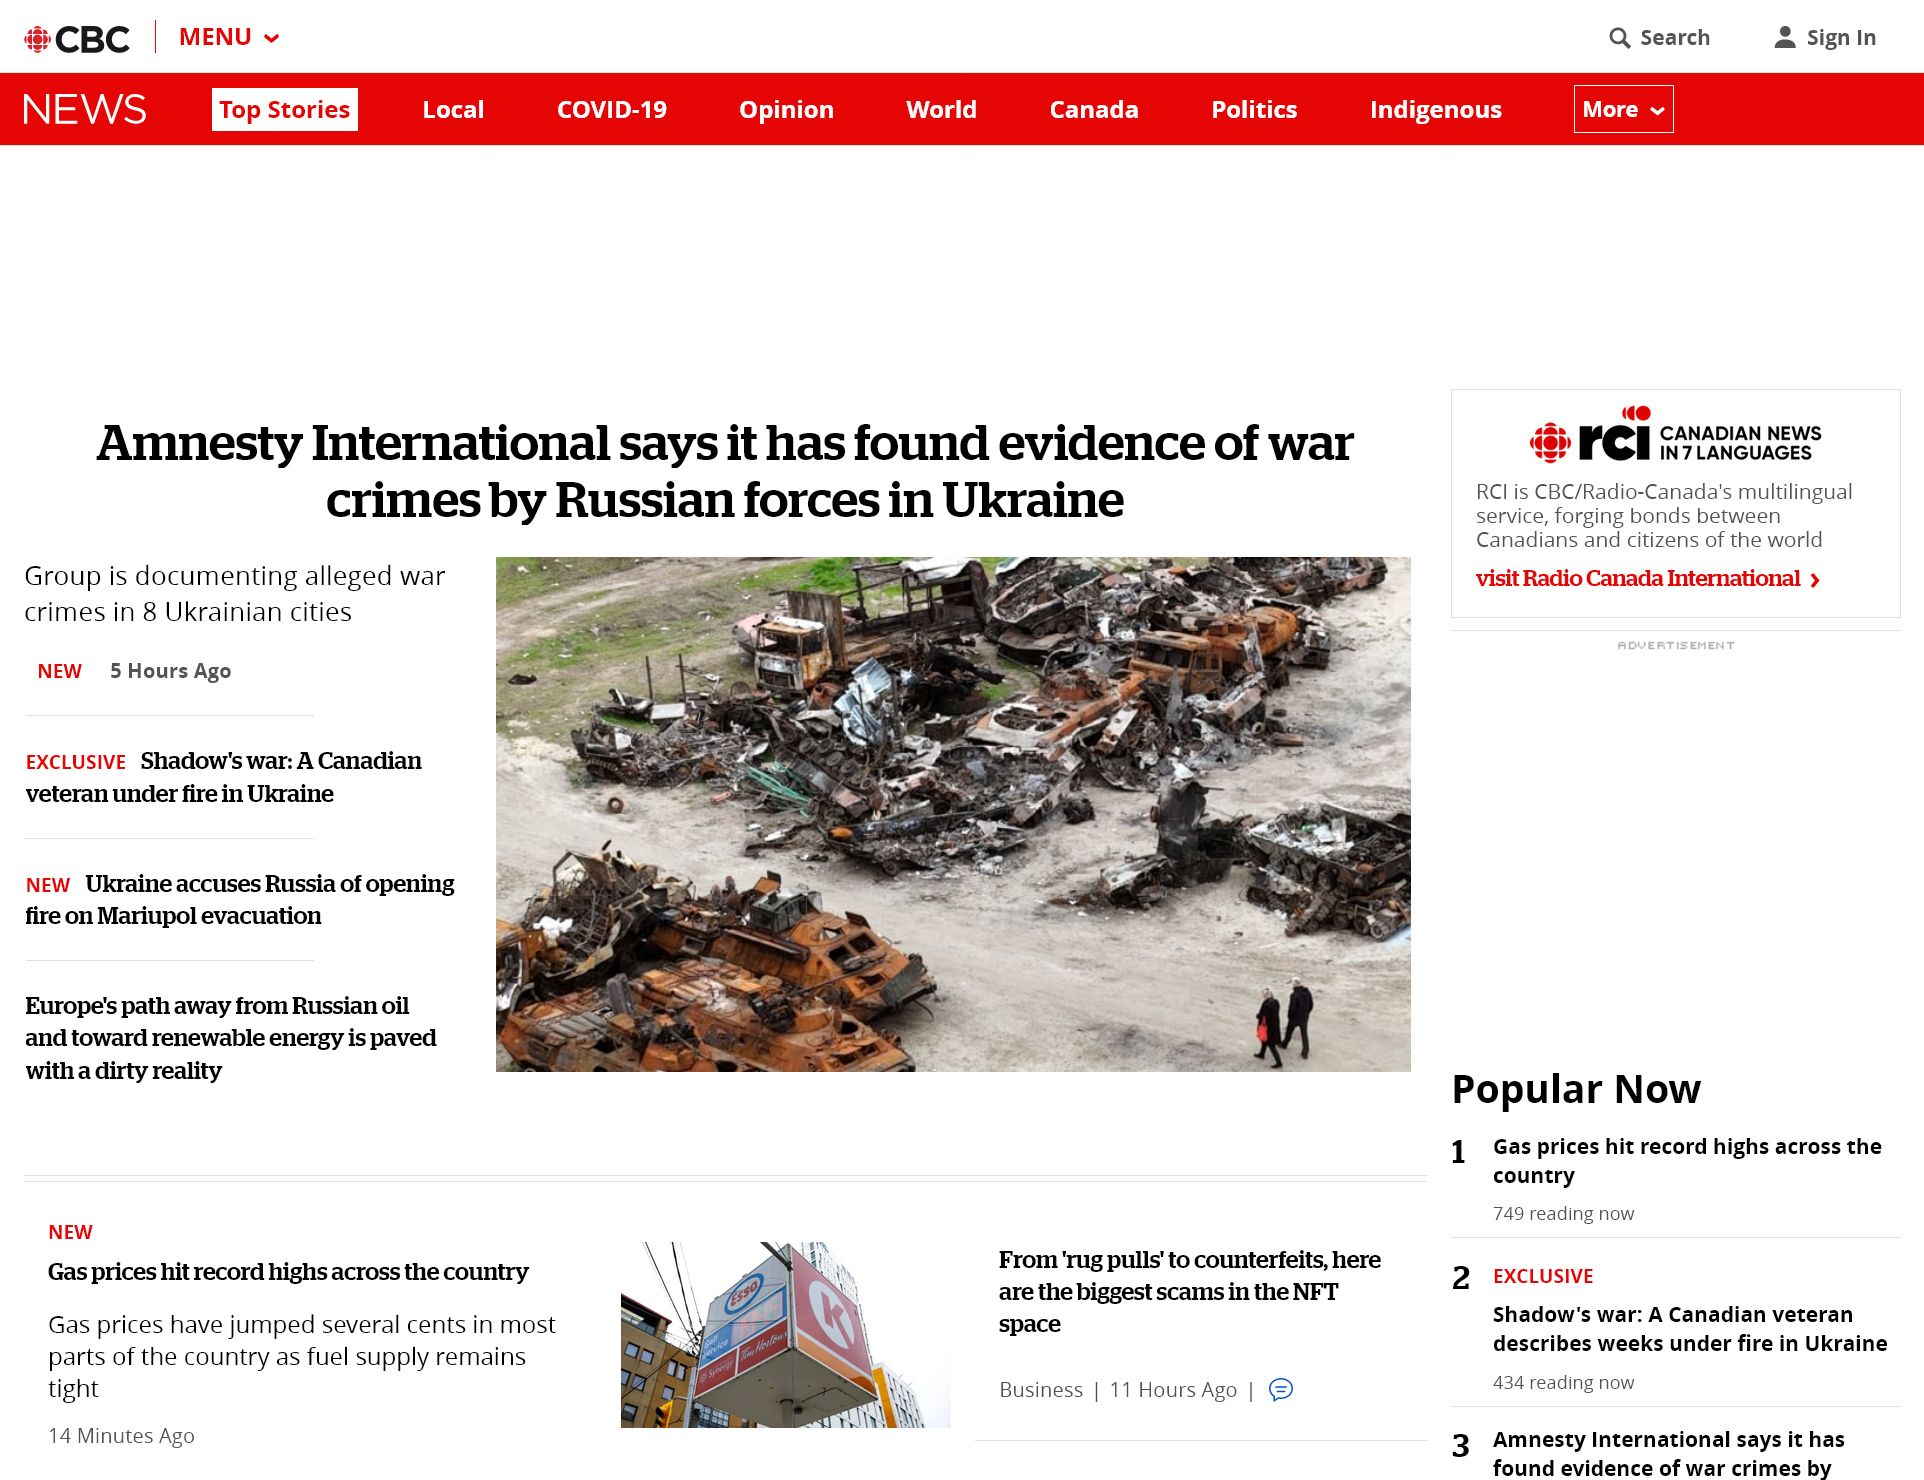 CBC
MENU
Search
Sign In
NEWS
Top Stories
Local
COVID-19
Opinion
World
Canada
Politics
Indigenous
More
Amnesty International says it has found evidence of war
crimes by Russian forces in Ukraine
Group is documenting alleged war
crimes in 8 Ukrainian cities
NEW 5 Hours Ago
EXCLUSIVE Shadow's war: A Canadian
veteran under fire in Ukraine
NEW Ukraine accuses Russia of opening
fire on Mariupol evacuation
Europe's path away from Russian oil
and toward renewable energy is paved
with a dirty reality
rci CANADIAN NEWS
IN 7 LANGUAGES
RCI is CBC/Radio-Canada's multilingual
service, forging bonds between
Canadians and citizens of the world
visit Radio Canada International
ADVERTISEMENT
NEW
Gas prices hit record highs across the country
Gas prices have jumped several cents in most
parts of the country as fuel supply remains
tight
14 Minutes Ago
Esso
Self
service
Synergy
Tim Hortons
K
From 'rug pulls' to counterfeits, here
are the biggest scams in the NFT
space
Business | 11 Hours Ago |
Popular Now
1 Gas prices hit record highs across the
country
749 reading now
2 EXCLUSIVE
Shadow's war: A Canadian veteran
describes weeks under fire in Ukraine
434 reading now
3 Amnesty International says it has
found evidence of war crimes by